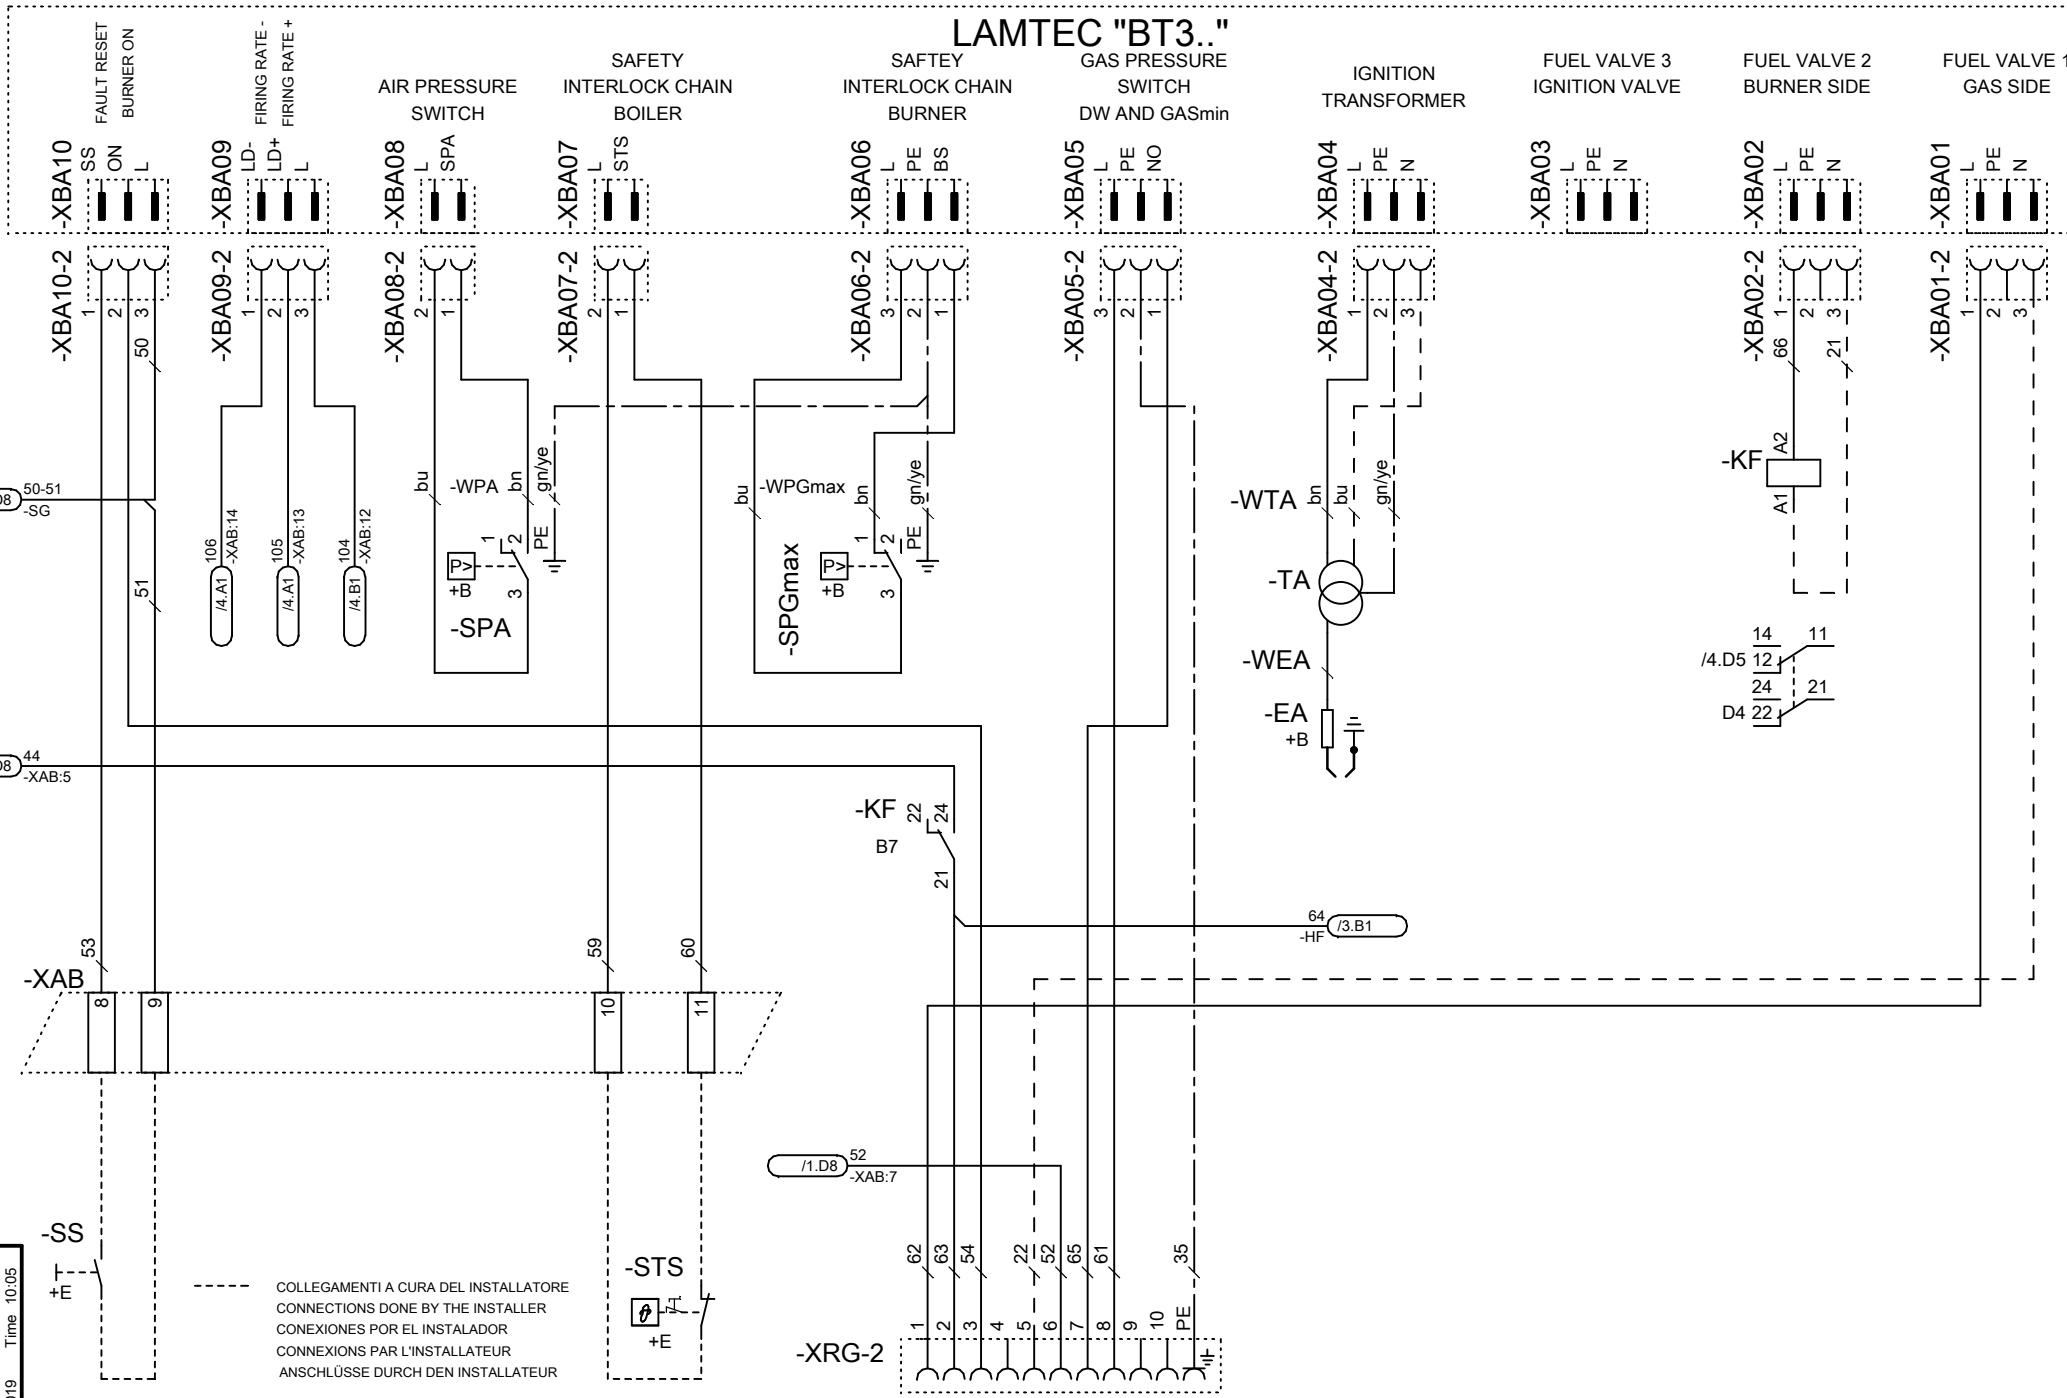 LAMTEC "BT3.."
FAULT RESET
BURNER ON
FIRING RATE -
FIRING RATE +
AIR PRESSURE
SWITCH
SAFETY
INTERLOCK CHAIN
BOILER
SAFTEY
INTERLOCK CHAIN
BURNER
GAS PRESSURE
SWITCH
DW AND GASmin
IGNITION
TRANSFORMER
FUEL VALVE 3
IGNITION VALVE
FUEL VALVE 2
BURNER SIDE
FUEL VALVE 1
GAS SIDE
-XBA10
SS
ON
L
-XBA09
LD-
LD+
L
-XBA08
L
SPA
-XBA07
L
STS
-XBA06
L
PE
BS
-XBA05
L
PE
NO
-XBA04
L
PE
N
-XBA03
L
PE
N
-XBA02
L
PE
N
-XBA01
L
PE
N
-XBA10-2
1
2
3
-XBA09-2
1
2
3
-XBA08-2
2
1
-XBA07-2
2
1
-XBA06-2
3
2
1
-XBA05-2
3
2
1
-XBA04-2
1
2
3
-XBA02-2
1
2
3
-XBA01-2
1
2
3
50
66
21
-KF
A2
A1
08
50-51
-SG
51
106
-XAB:14
/4.A1
105
-XAB:13
/4.A1
104
-XAB:12
/4.B1
bu
-WPA
bn
gn/ye
1
2
PE
P>
+B
3
-SPA
bu
-WPGmax
bn
gn/ye
1
2
PE
P>
+B
3
-SPGmax
-WTA
bn
bu
gn/ye
-TA
-WEA
-EA
+B
14
11
/4.D5
12
24
21
D4
22
08
44
-XAB:5
-KF
22
24
B7
21
64
-HF
/3.B1
53
59
60
-XAB
8
9
10
11
/1.D8
52
-XAB:7
62
63
54
22
52
65
61
35
-SS
+E
-STS
+E
COLLEGAMENTI A CURA DEL INSTALLATORE
CONNECTIONS DONE BY THE INSTALLER
CONEXIONES POR EL INSTALADOR
CONNEXIONS PAR L'INSTALLATEUR
ANSCHLÜSSE DURCH DEN INSTALLATEUR
-XRG-2
1
2
3
4
5
6
7
8
9
10
PE
Time 10:05